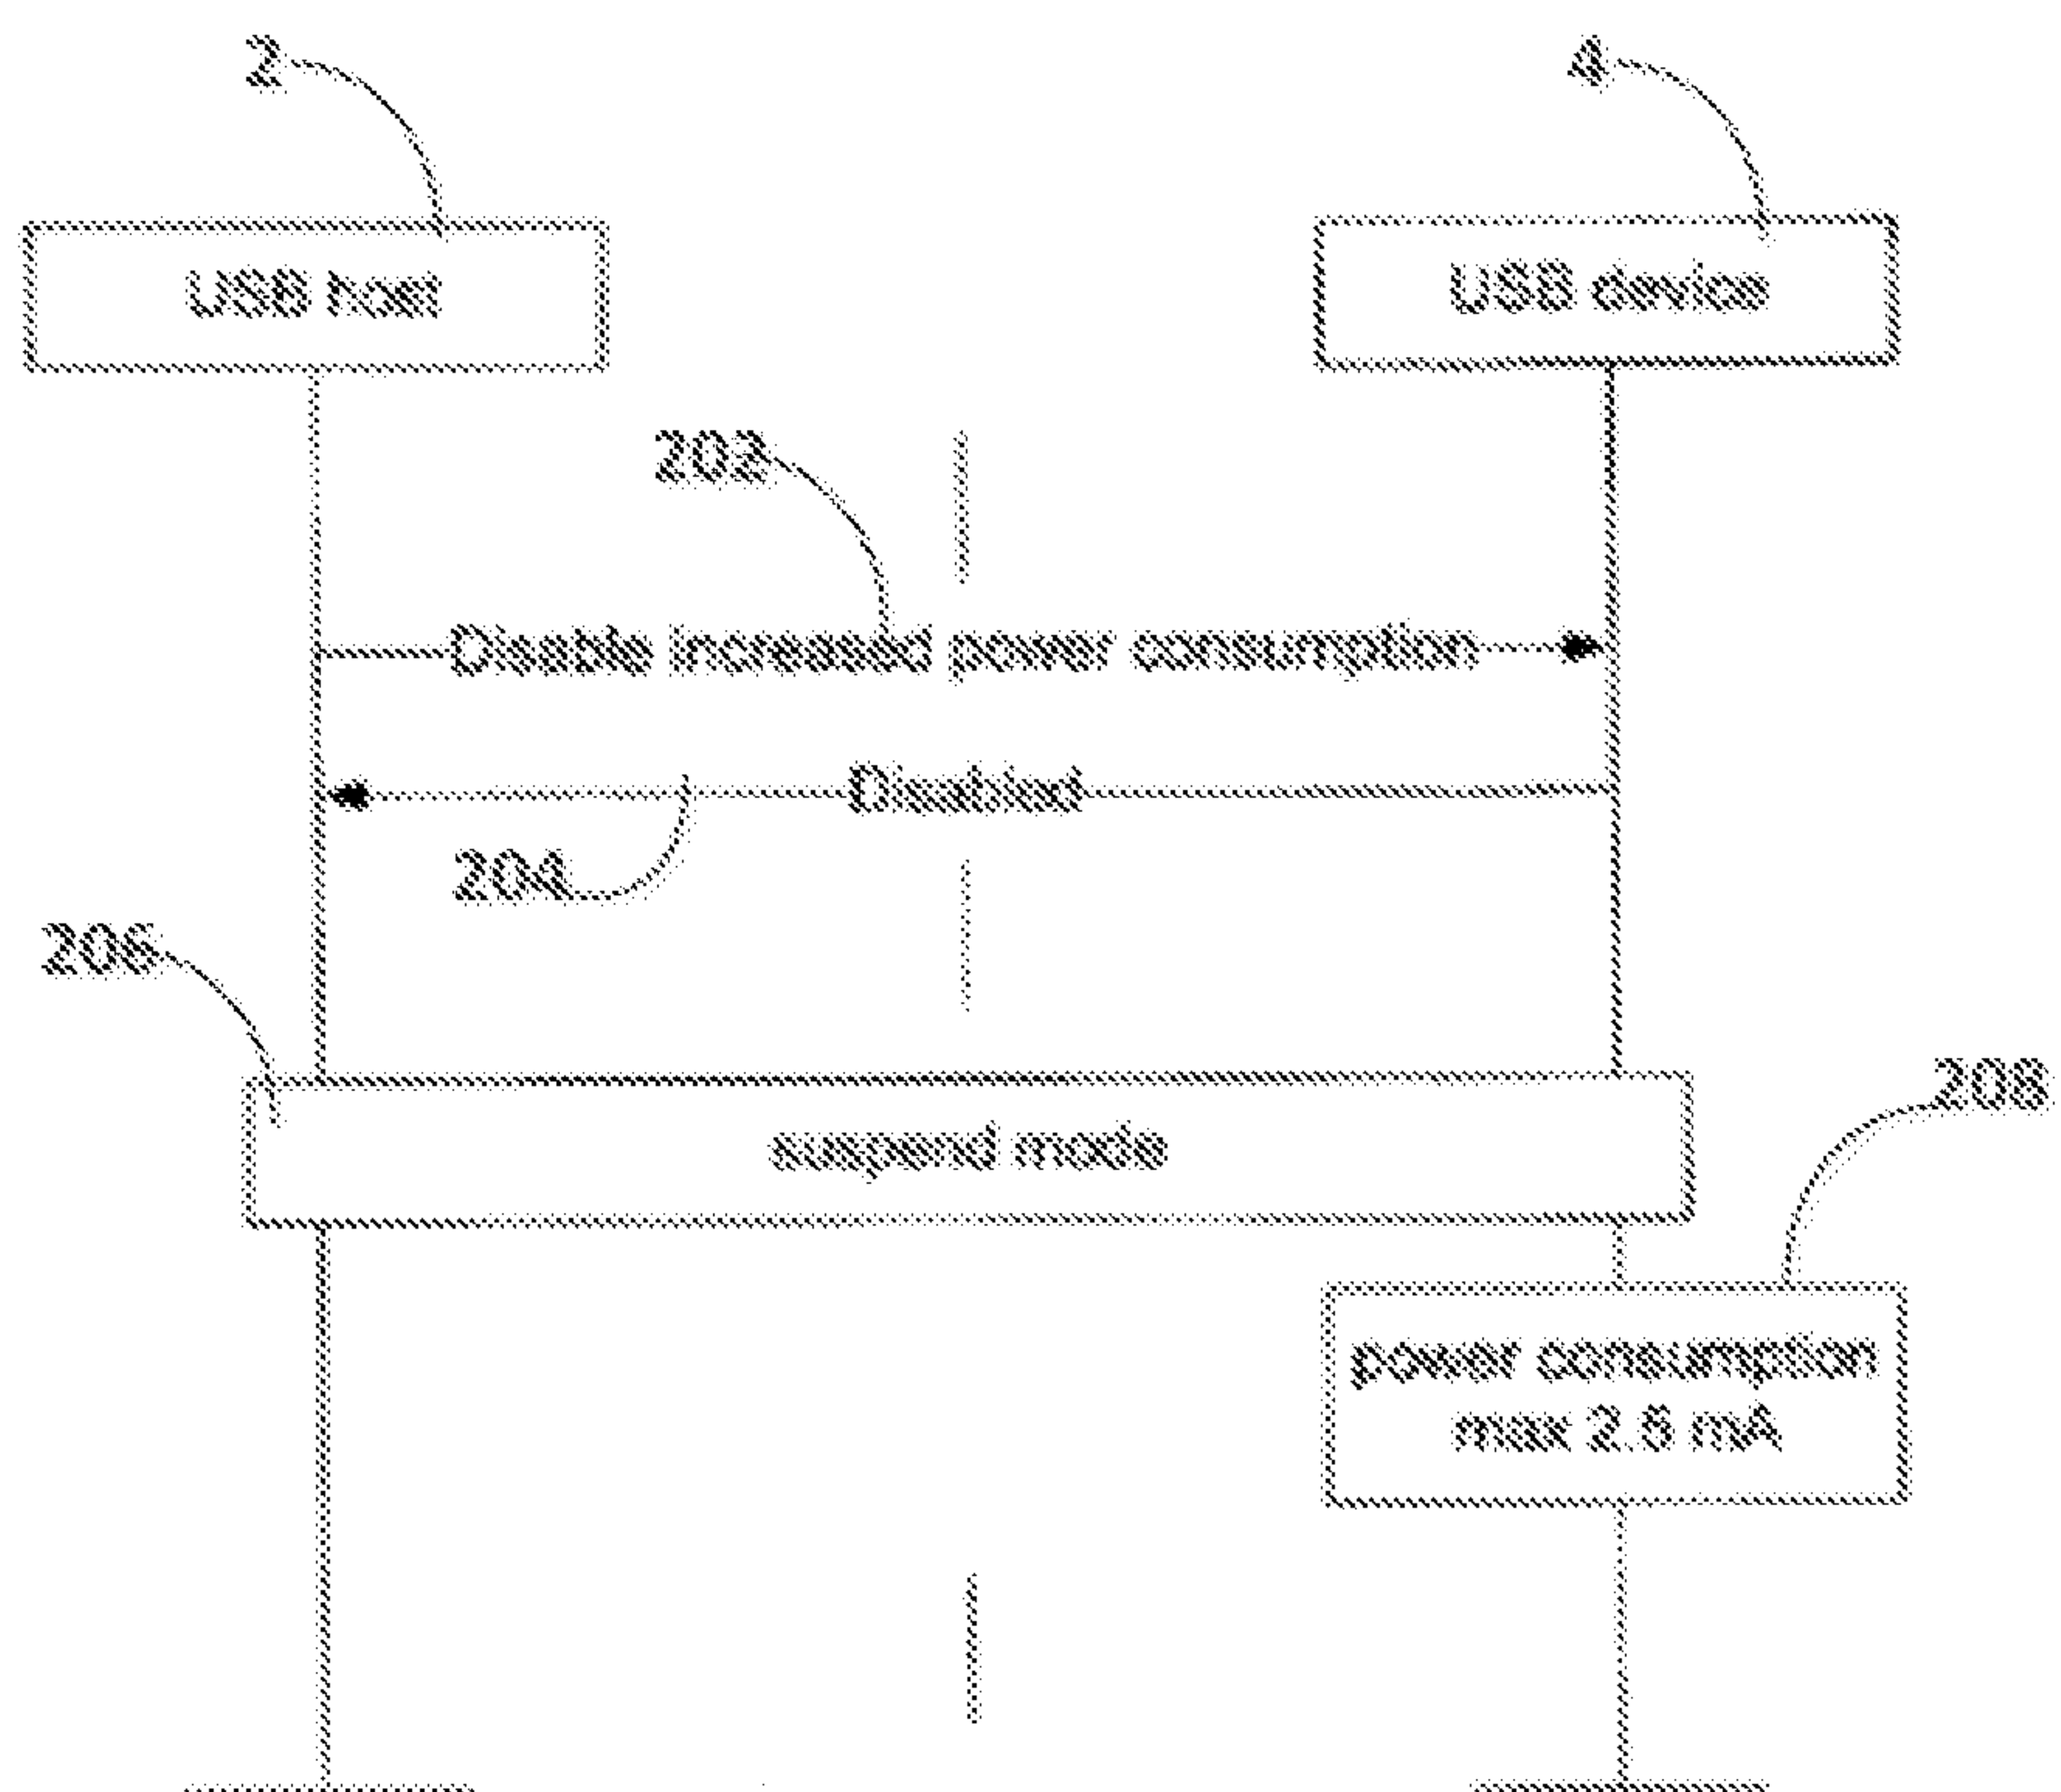 2
4
USB host
USB device
202
Disable increased power consumption
Disabled
204
206
suspend mode
208
power consumption
max 2.5 mA